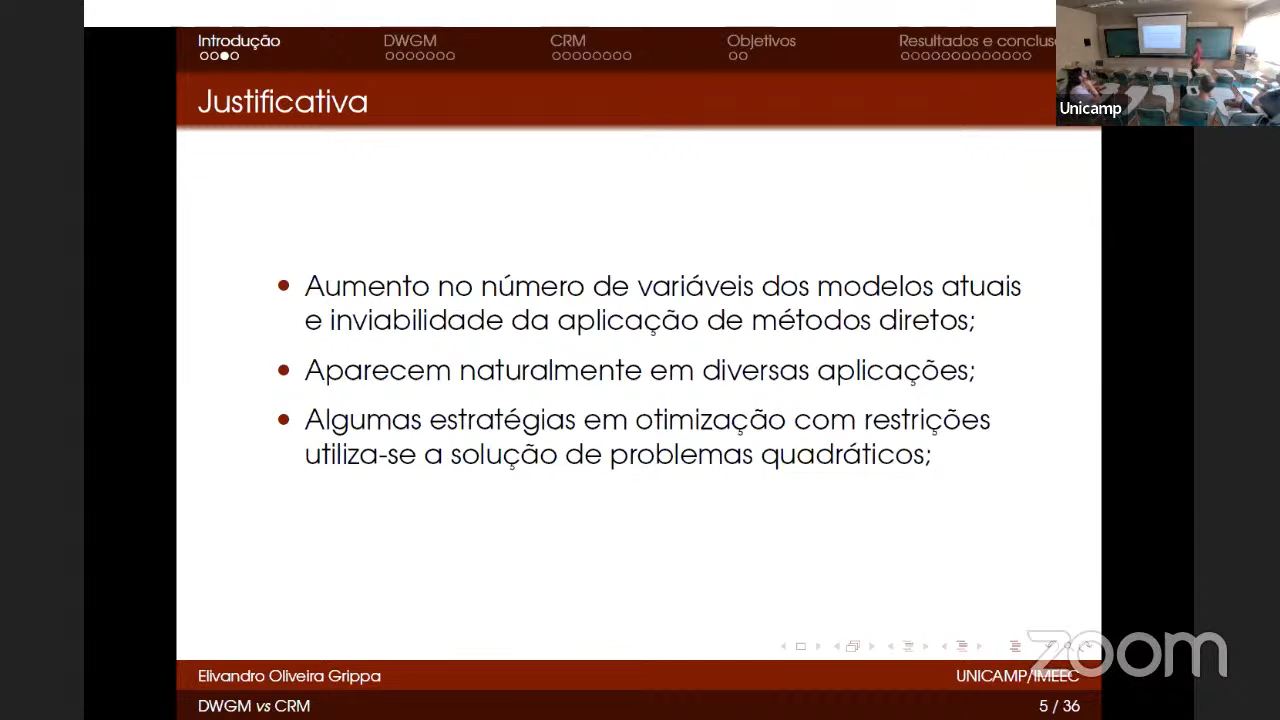 Introdução DWGM CRM Objetivos Resultados e conclus
Unicamp
Justificativa
Aumento no número de variáveis dos modelos atuais
e inviabilidade da aplicação de métodos diretos;
Aparecem naturalmente em diversas aplicações;
Algumas estratégias em otimização com restrições
utiliza-se a solução de problemas quadráticos;
zoom
Elivandro Oliveira Grippa UNICAMP/IMEEC
DWGM vs CRM 5 / 36